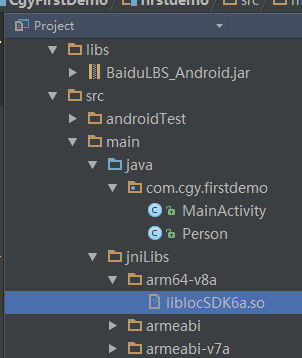 CgyFirstDemo firstdemo src
Project
libs
BaiduLBS_Android.jar
src
androidTest
main
java
com.cgy.firstdemo
MainActivity
Person
jniLibs
arm64-v8a
liblocSDK6a.so
armeabi
armeabi-v7a